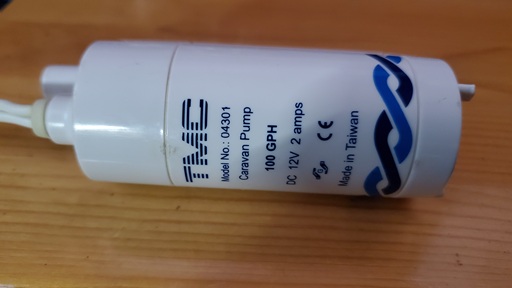 TMC
Model No.: 04301
Caravan Pump
100 GPH
DC 12V 2 amps
CE
Made in Taiwan